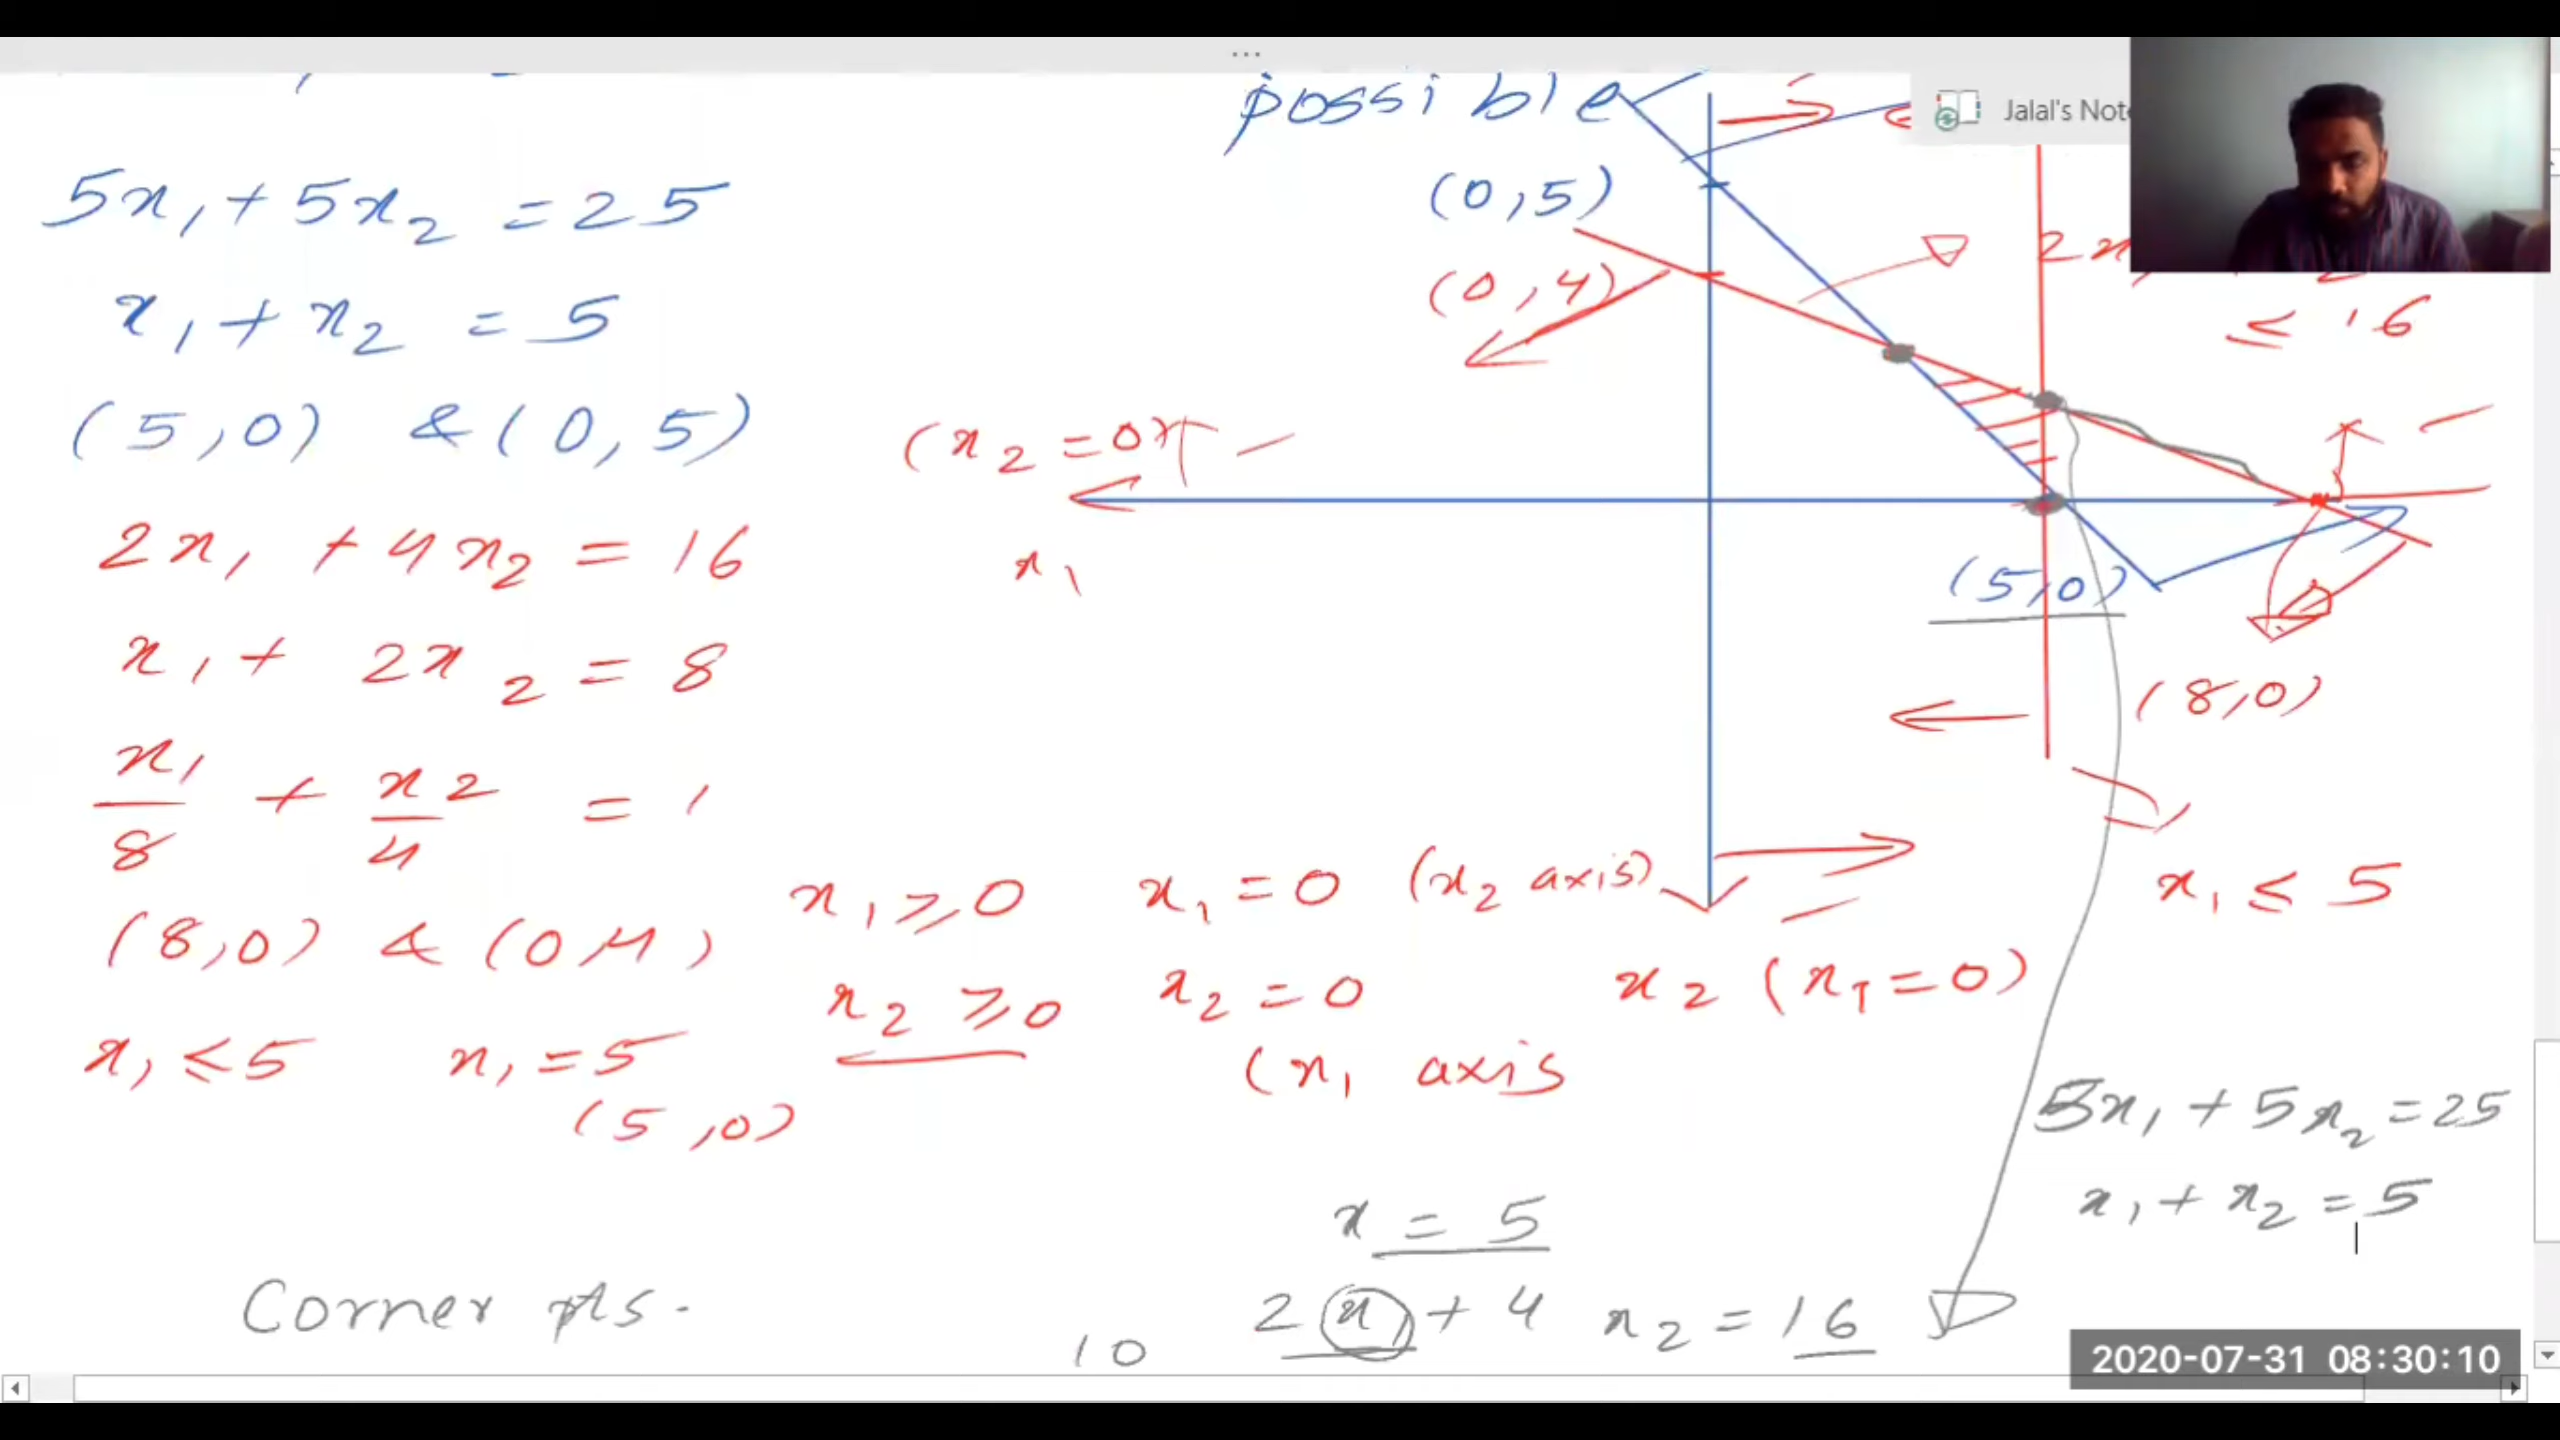 possible
Jalal's Not
5x₁ + 5x₂ = 25
(0,5)
x₁ + x₂ = 5
(0,4)
≤ 16
(5,0) & (0,5)
(x₂ = 0)
2x₁ + 4x₂ = 16
x₁
(5,0)
x₁ + 2x₂ = 8
(8,0)
x₁/8 + x₂/4 = 1
x₁ ≥ 0 x₁ = 0 (x₂ axis)
x₁ ≤ 5
(8,0) & (0,4)
x₂ ≥ 0 x₂ = 0
x₂ (x₁ = 0)
x₁ ≤ 5 x₁ = 5
(x₁ axis
(5,0)
5x₁ + 5x₂ = 25
x₁ + x₂ = 5
x = 5
Corner pts.
2x₁ + 4x₂ = 16
10
2020-07-31 08:30:10